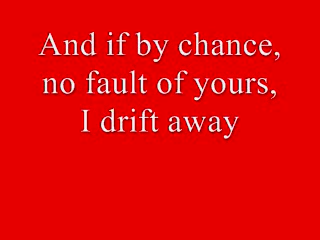 And if by chance,
no fault of yours,
I drift away